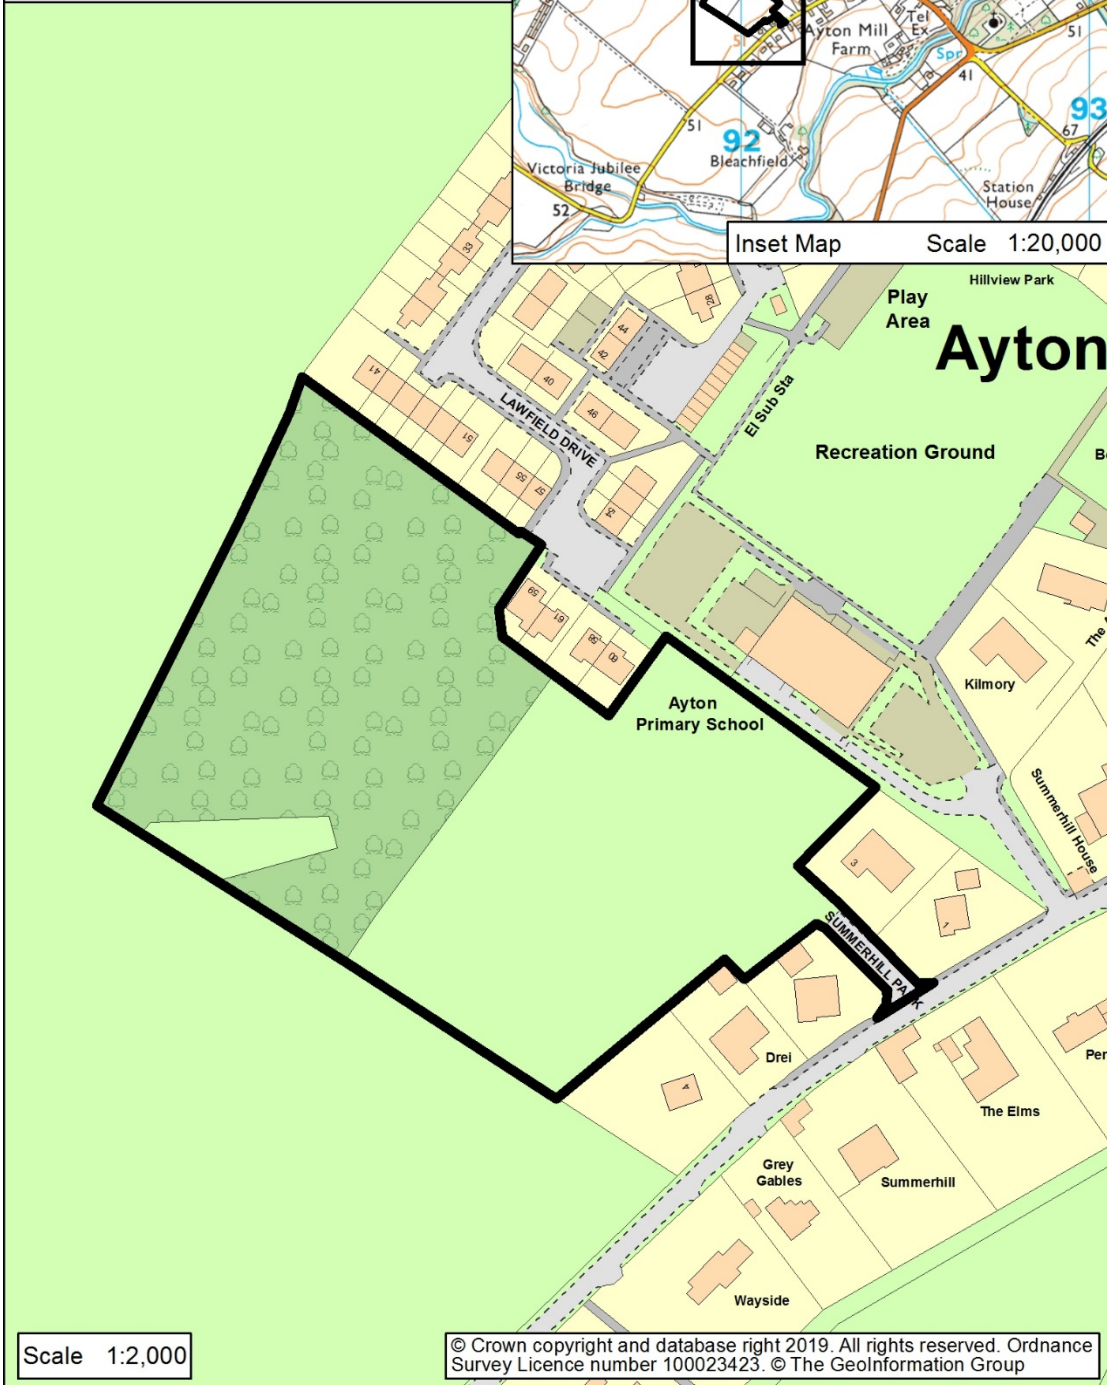 Ayton Mill
Farm
Tel
Ex
Spr
51
51
41
51
92
93
67
Bleachfield
Victoria Jubilee
Bridge
52
Station
House
Inset Map Scale 1:20,000
Hillview Park
Play
Area
Ayton
33
28
44
42
40
41
46
51
LAWFIELD DRIVE
El Sub Sta
Recreation Ground
55
57
54
59
61
58
60
Ayton
Primary School
Kilmory
Summerhill House
3
1
SUMMERHILL PARK
Drei
4
The Elms
Grey
Gables
Summerhill
Wayside
Scale 1:2,000
© Crown copyright and database right 2019. All rights reserved. Ordnance
Survey Licence number 100023423. © The GeoInformation Group